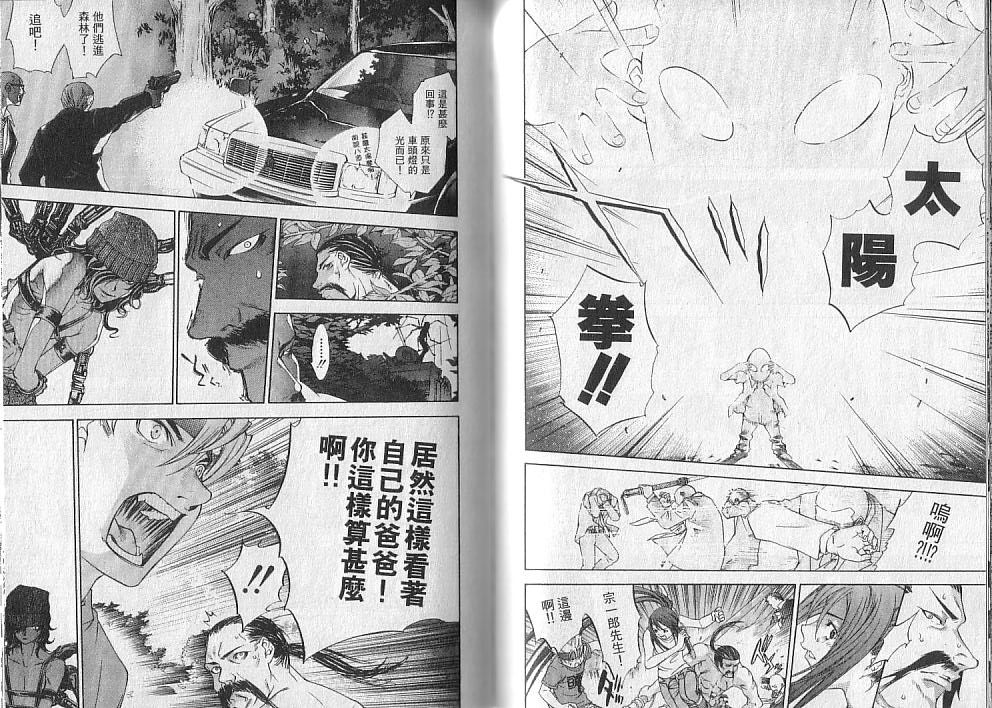 太
陽
拳!!
嗚啊
?!!?
宗一郎先生!
這邊
啊!!
這是甚麼
回事!?
原來只是
車頭燈的
光而已!
他們逃進
森林了!
追吧!
……!!
居然這樣看著
自己的爸爸!
你這樣算甚麼
啊!!
!!